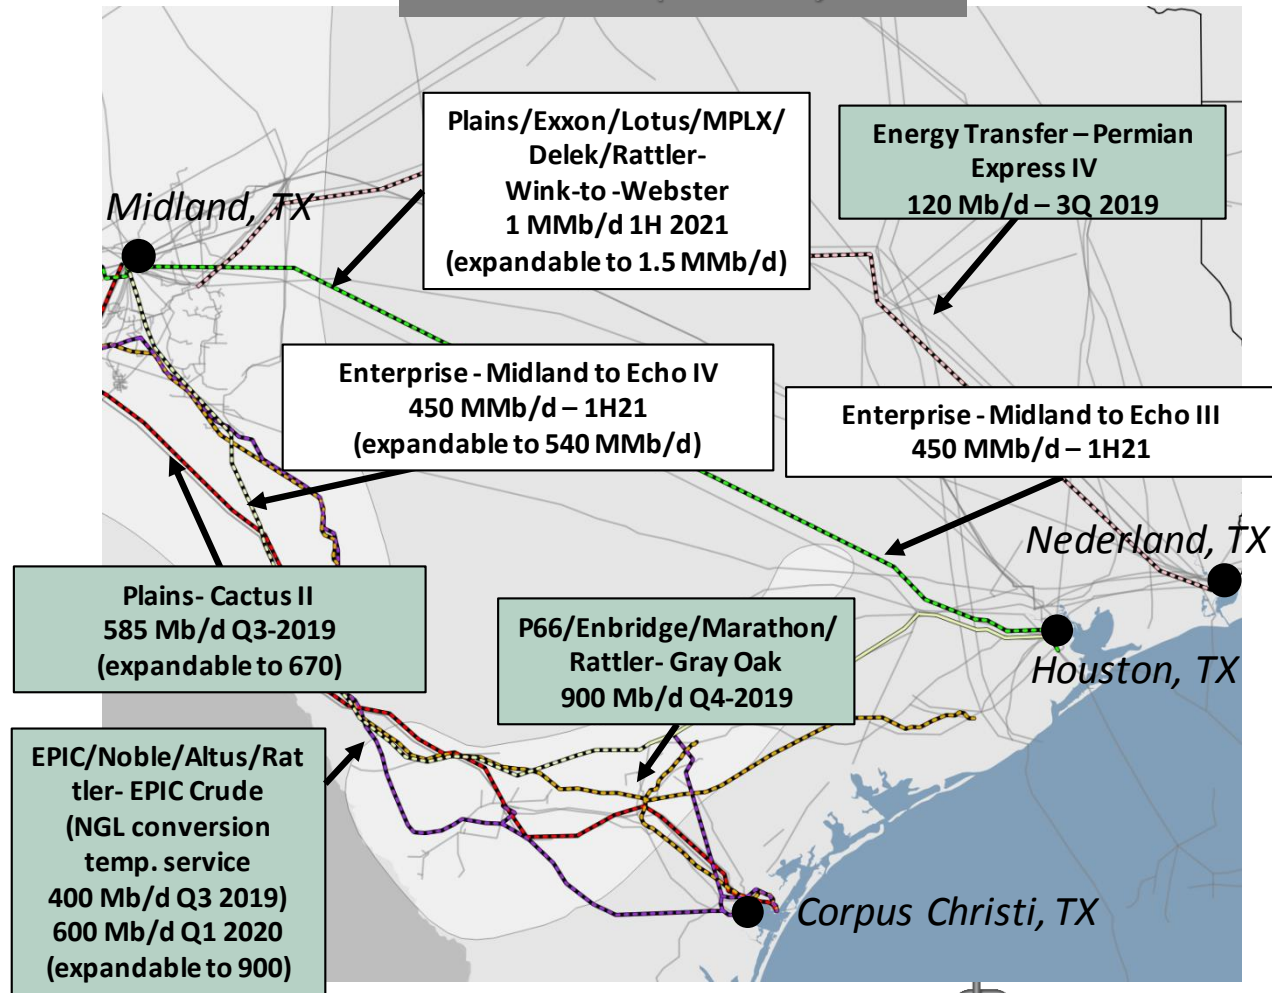 Plains/Exxon/Lotus/MPLX/
Delek/Rattler-
Wink-to -Webster
1 MMb/d 1H 2021
(expandable to 1.5 MMb/d)
Energy Transfer – Permian
Express IV
120 Mb/d – 3Q 2019
Midland, TX
Enterprise - Midland to Echo IV
450 MMb/d – 1H21
(expandable to 540 MMb/d)
Enterprise - Midland to Echo III
450 MMb/d – 1H21
Nederland, TX
Plains- Cactus II
585 Mb/d Q3-2019
(expandable to 670)
P66/Enbridge/Marathon/
Rattler- Gray Oak
900 Mb/d Q4-2019
Houston, TX
EPIC/Noble/Altus/Rat
tler- EPIC Crude
(NGL conversion
temp. service
400 Mb/d Q3 2019)
600 Mb/d Q1 2020
(expandable to 900)
Corpus Christi, TX